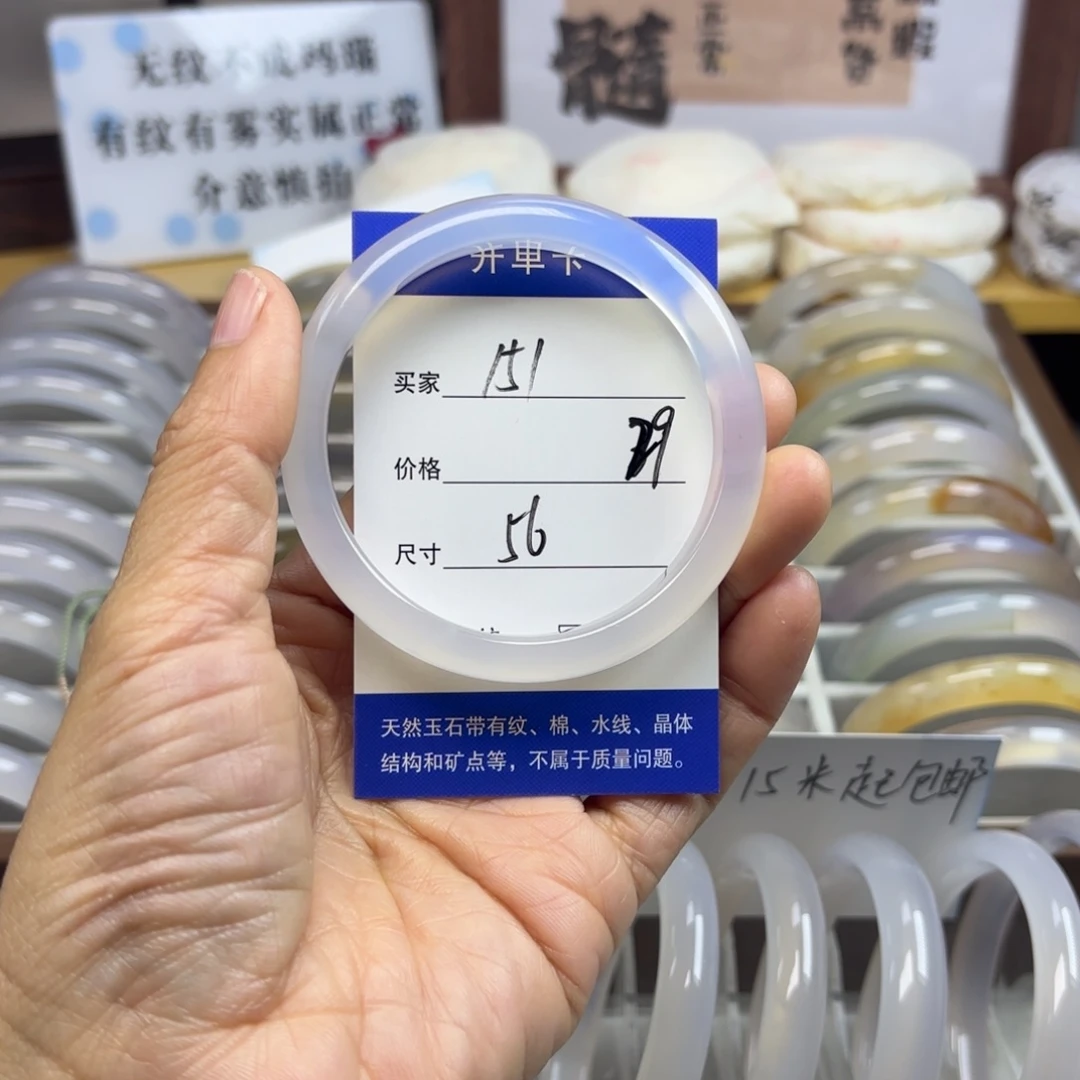 无纹不成玛瑙
有纹有雾实属正常
介意慎拍
髓
开单卡
买家 151
价格
尺寸 56
天然玉石带有纹、棉、水线、晶体
结构和矿点等，不属于质量问题。
15米起包邮